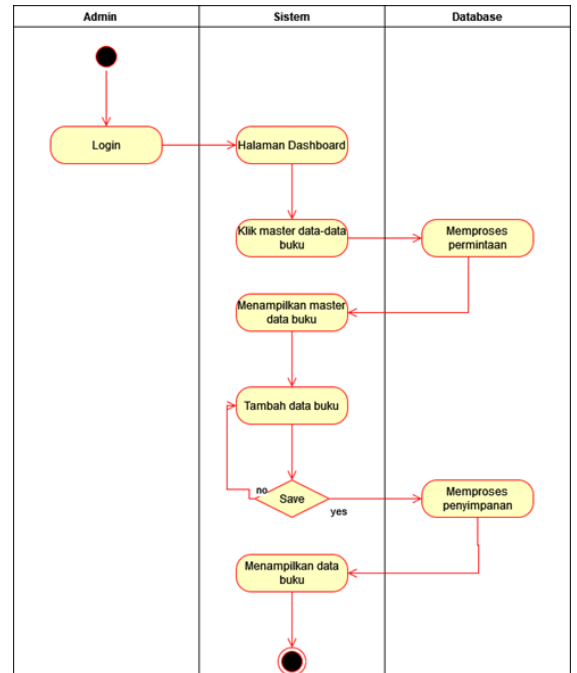 Admin
Sistem
Database
Login
Halaman Dashboard
Klik master data-data
buku
Memproses
permintaan
Menampilkan master
data buku
Tambah data buku
no
Save
yes
Memproses
penyimpanan
Menampilkan data
buku